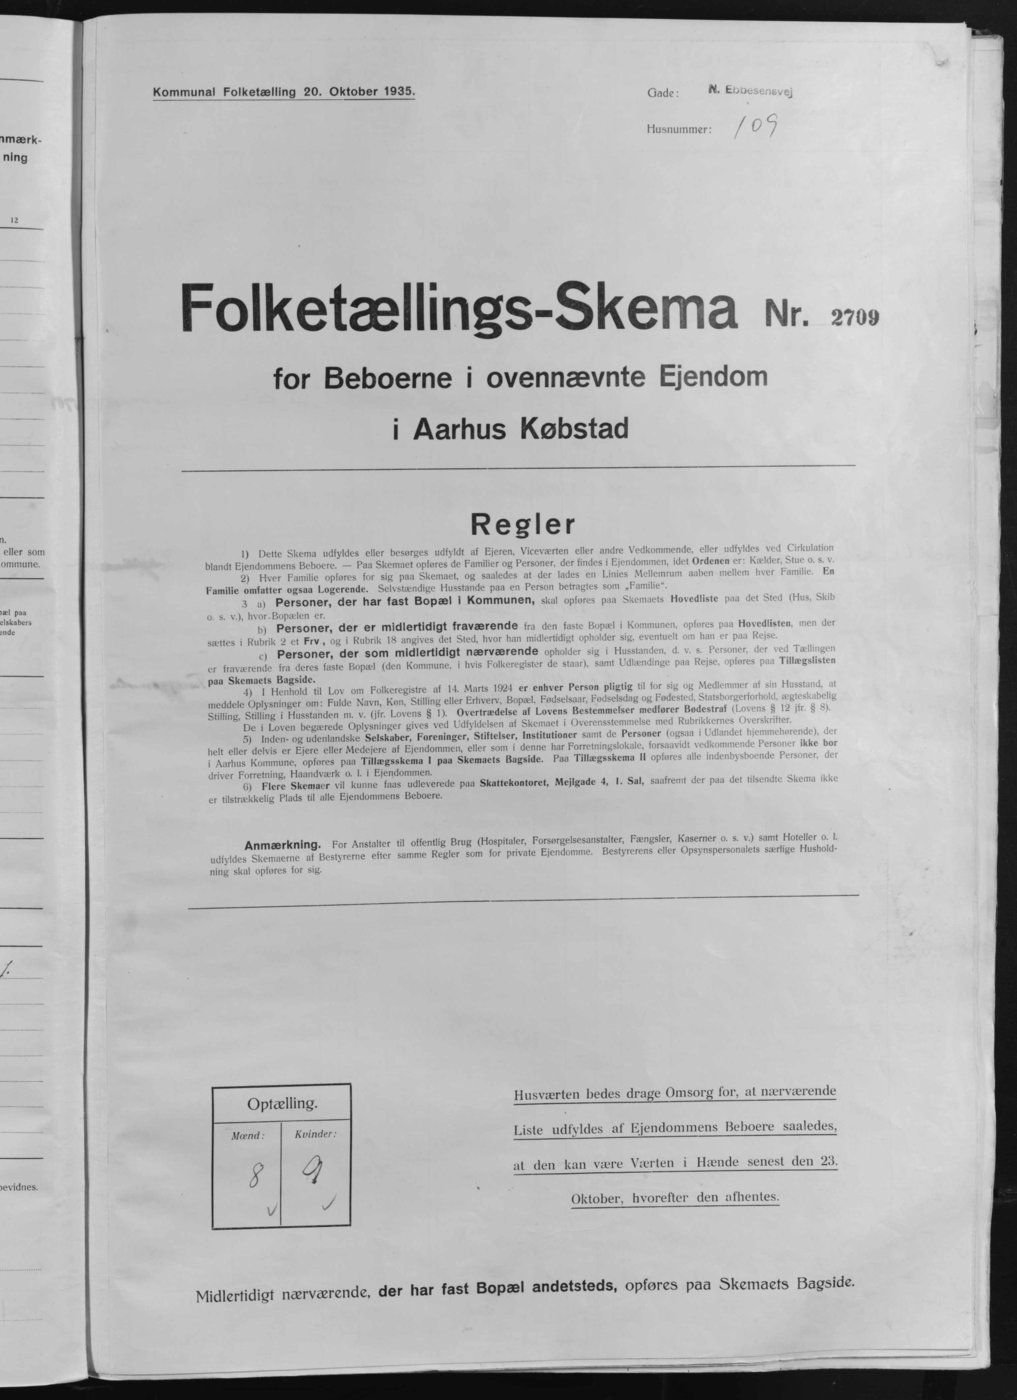 nmærk-
ning
12
n.
eller som
ommune.
pæl paa
elskabers
ende
bevidnes.
Kommunal Folketælling 20. Oktober 1935.
Gade: N. Ebbesensvej
Husnummer: 109
Folketællings-Skema Nr. 2709
for Beboerne i ovennævnte Ejendom
i Aarhus Købstad
Regler
1) Dette Skema udfyldes eller besørges udfyldt af Ejeren, Viceværten eller andre Vedkommende, eller udfyldes ved Cirkulation
blandt Ejendommens Beboere. — Paa Skemaet opføres de Familier og Personer, der findes i Ejendommen, idet Ordenen er: Kælder, Stue o. s. v.
2) Hver Familie opføres for sig paa Skemaet, og saaledes at der lades en Linies Mellemrum aaben mellem hver Familie. En
Familie omfatter ogsaa Logerende. Selvstændige Husstande paa en Person betragtes som „Familie“.
3 a) Personer, der har fast Bopæl i Kommunen, skal opføres paa Skemaets Hovedliste paa det Sted (Hus, Skib
o. s. v.), hvor Bopælen er.
b) Personer, der er midlertidigt fraværende fra den faste Bopæl i Kommunen, opføres paa Hovedlisten, men der
sættes i Rubrik 2 et Frv, og i Rubrik 18 angives det Sted, hvor han midlertidigt opholder sig, eventuelt om han er paa Rejse.
c) Personer, der som midlertidigt nærværende opholder sig i Husstanden, d. v. s. Personer, der ved Tællingen
er fraværende fra deres faste Bopæl (den Kommune, i hvis Folkeregister de staar), samt Udlændinge paa Rejse, opføres paa Tillægslisten
paa Skemaets Bagside.
4) I Henhold til Lov om Folkeregistre af 14. Marts 1924 er enhver Person pligtig til for sig og Medlemmer af sin Husstand, at
meddele Oplysninger om: Fulde Navn, Køn, Stilling eller Erhverv, Bopæl, Fødselsaar, Fødselsdag og Fødested, Statsborgerforhold, ægteskabelig
Stilling, Stilling i Husstanden m. v. (jfr. Lovens § 1). Overtrædelse af Lovens Bestemmelser medfører Bødestraf (Lovens § 12 jfr. § 8).
De i Loven begærede Oplysninger gives ved Udfyldelsen af Skemaet i Overensstemmelse med Rubrikkernes Overskrifter.
5) Inden- og udenlandske Selskaber, Foreninger, Stiftelser, Institutioner samt de Personer (ogsaa i Udlandet hjemmehørende), der
helt eller delvis er Ejere eller Medejere af Ejendommen, eller som i denne har Forretningslokale, forsaavidt vedkommende Personer ikke bor
i Aarhus Kommune, opføres paa Tillægsskema I paa Skemaets Bagside. Paa Tillægsskema II opføres alle indenbysboende Personer, der
driver Forretning, Haandværk o. l. i Ejendommen.
6) Flere Skemaer vil kunne faas udleverede paa Skattekontoret, Mejlgade 4, 1. Sal, saafremt der paa det tilsendte Skema ikke
er tilstrækkelig Plads til alle Ejendommens Beboere.
Anmærkning. For Anstalter til offentlig Brug (Hospitaler, Forsørgelsesanstalter, Fængsler, Kaserner o. s. v.) samt Hoteller o. l.
udfyldes Skemaerne af Bestyrerne efter samme Regler som for private Ejendomme. Bestyrerens eller Opsynspersonalets særlige Hushold-
ning skal opføres for sig.
Optælling.
Mænd: Kvinder:
8 9
Husværten bedes drage Omsorg for, at nærværende
Liste udfyldes af Ejendommens Beboere saaledes,
at den kan være Værten i Hænde senest den 23.
Oktober, hvorefter den afhentes.
Midlertidigt nærværende, der har fast Bopæl andetsteds, opføres paa Skemaets Bagside.